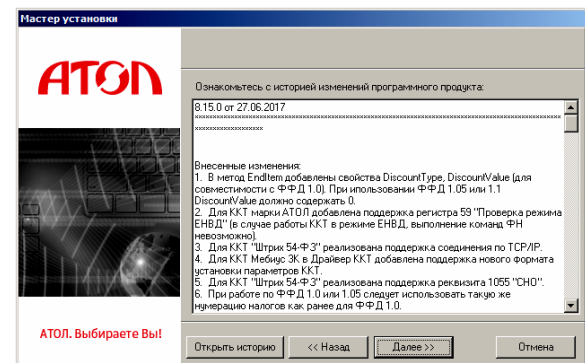 Мастер установки
АТОЛ
Ознакомьтесь с историей изменений программного продукта:
8.15.0 от 27.06.2017
Внесенные изменения:
1. В метод EndItem добавлены свойства DiscountType, DiscountValue (для
совместимости с ФФД 1.0). При ипользовании ФФД 1.05 или 1.1
DiscountValue должно содержать 0.
2. Для ККТ марки АТОЛ добавлена поддержка регистра 59 "Проверка режима
ЕНВД" (в случае работы ККТ в режиме ЕНВД, выполнение команд ФН
невозможно).
3. Для ККТ "Штрих 54-ФЗ" реализована поддержка соединения по TCP/IP.
4. Для ККТ Мебиус 3К в Драйвер ККТ добавлена поддержка нового формата
установки параметров ККТ.
5. Для ККТ "Штрих 54-ФЗ" реализована поддержка реквизита 1055 "СНО".
6. При работе по ФФД 1.0 или 1.05 следует использовать такую же
нумерацию налогов как ранее для ФФД 1.0.
АТОЛ. Выбираете Вы!
Открыть историю
<< Назад
Далее >>
Отмена